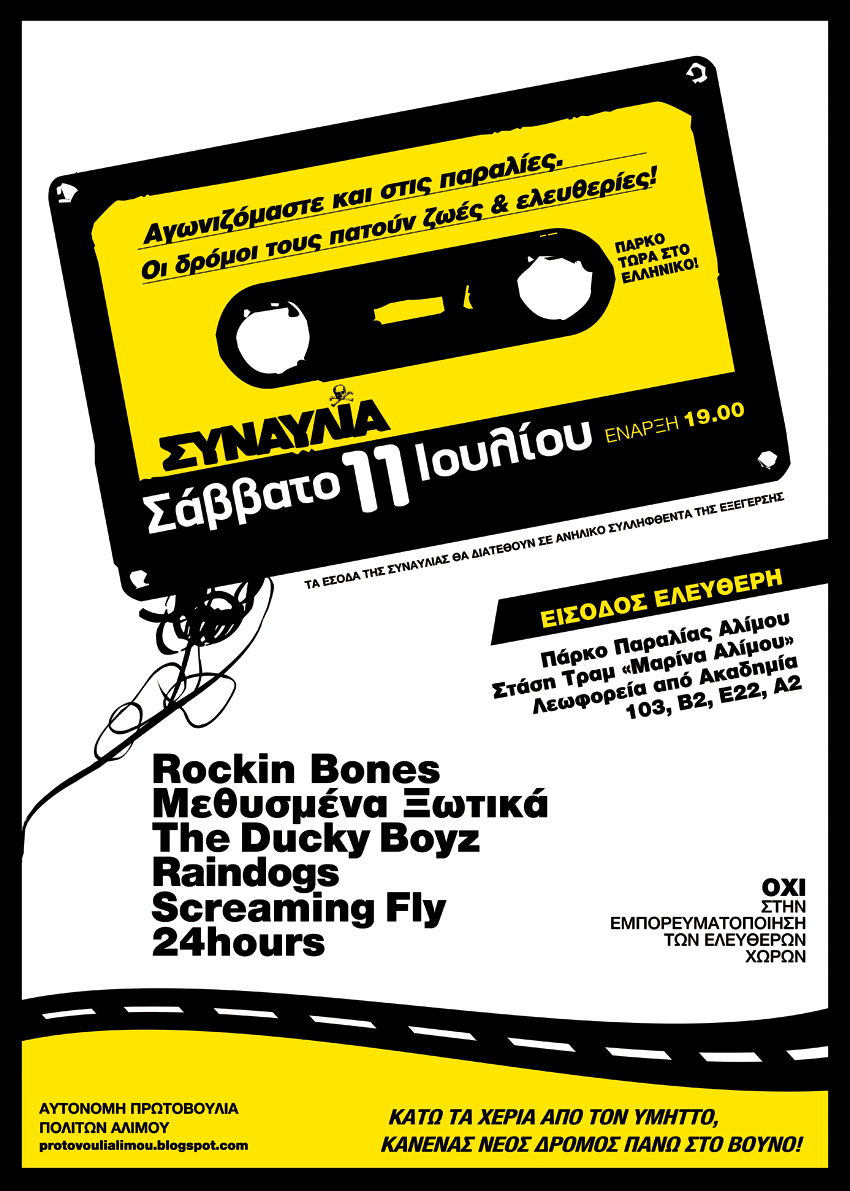 Αγωνιζόμαστε και στις παραλίες.
Οι δρόμοι τους πατούν ζωές & ελευθερίες!
ΠΑΡΚΟ
ΤΩΡΑ ΣΤΟ
ΕΛΛΗΝΙΚΟ!
ΣΥΝΑΥΛΙΑ
Σάββατο 11 Ιουλίου ΕΝΑΡΞΗ 19.00
ΤΑ ΕΣΟΔΑ ΤΗΣ ΣΥΝΑΥΛΙΑΣ ΘΑ ΔΙΑΤΕΘΟΥΝ ΣΕ ΑΝΗΛΙΚΟ ΣΥΛΛΗΦΘΕΝΤΑ ΤΗΣ ΕΞΕΓΕΡΣΗΣ
ΕΙΣΟΔΟΣ ΕΛΕΥΘΕΡΗ
Πάρκο Παραλίας Αλίμου
Στάση Τραμ «Μαρίνα Αλίμου»
Λεωφορεία από Ακαδημία
103, Β2, Ε22, Α2
Rockin Bones
Μεθυσμένα Ξωτικά
The Ducky Boyz
Raindogs
Screaming Fly
24hours
ΟΧΙ
ΣΤΗΝ
ΕΜΠΟΡΕΥΜΑΤΟΠΟΙΗΣΗ
ΤΩΝ ΕΛΕΥΘΕΡΩΝ
ΧΩΡΩΝ
ΑΥΤΟΝΟΜΗ ΠΡΩΤΟΒΟΥΛΙΑ
ΠΟΛΙΤΩΝ ΑΛΙΜΟΥ
protovoulialimou.blogspot.com
ΚΑΤΩ ΤΑ ΧΕΡΙΑ ΑΠΟ ΤΟΝ ΥΜΗΤΤΟ,
ΚΑΝΕΝΑΣ ΝΕΟΣ ΔΡΟΜΟΣ ΠΑΝΩ ΣΤΟ ΒΟΥΝΟ!